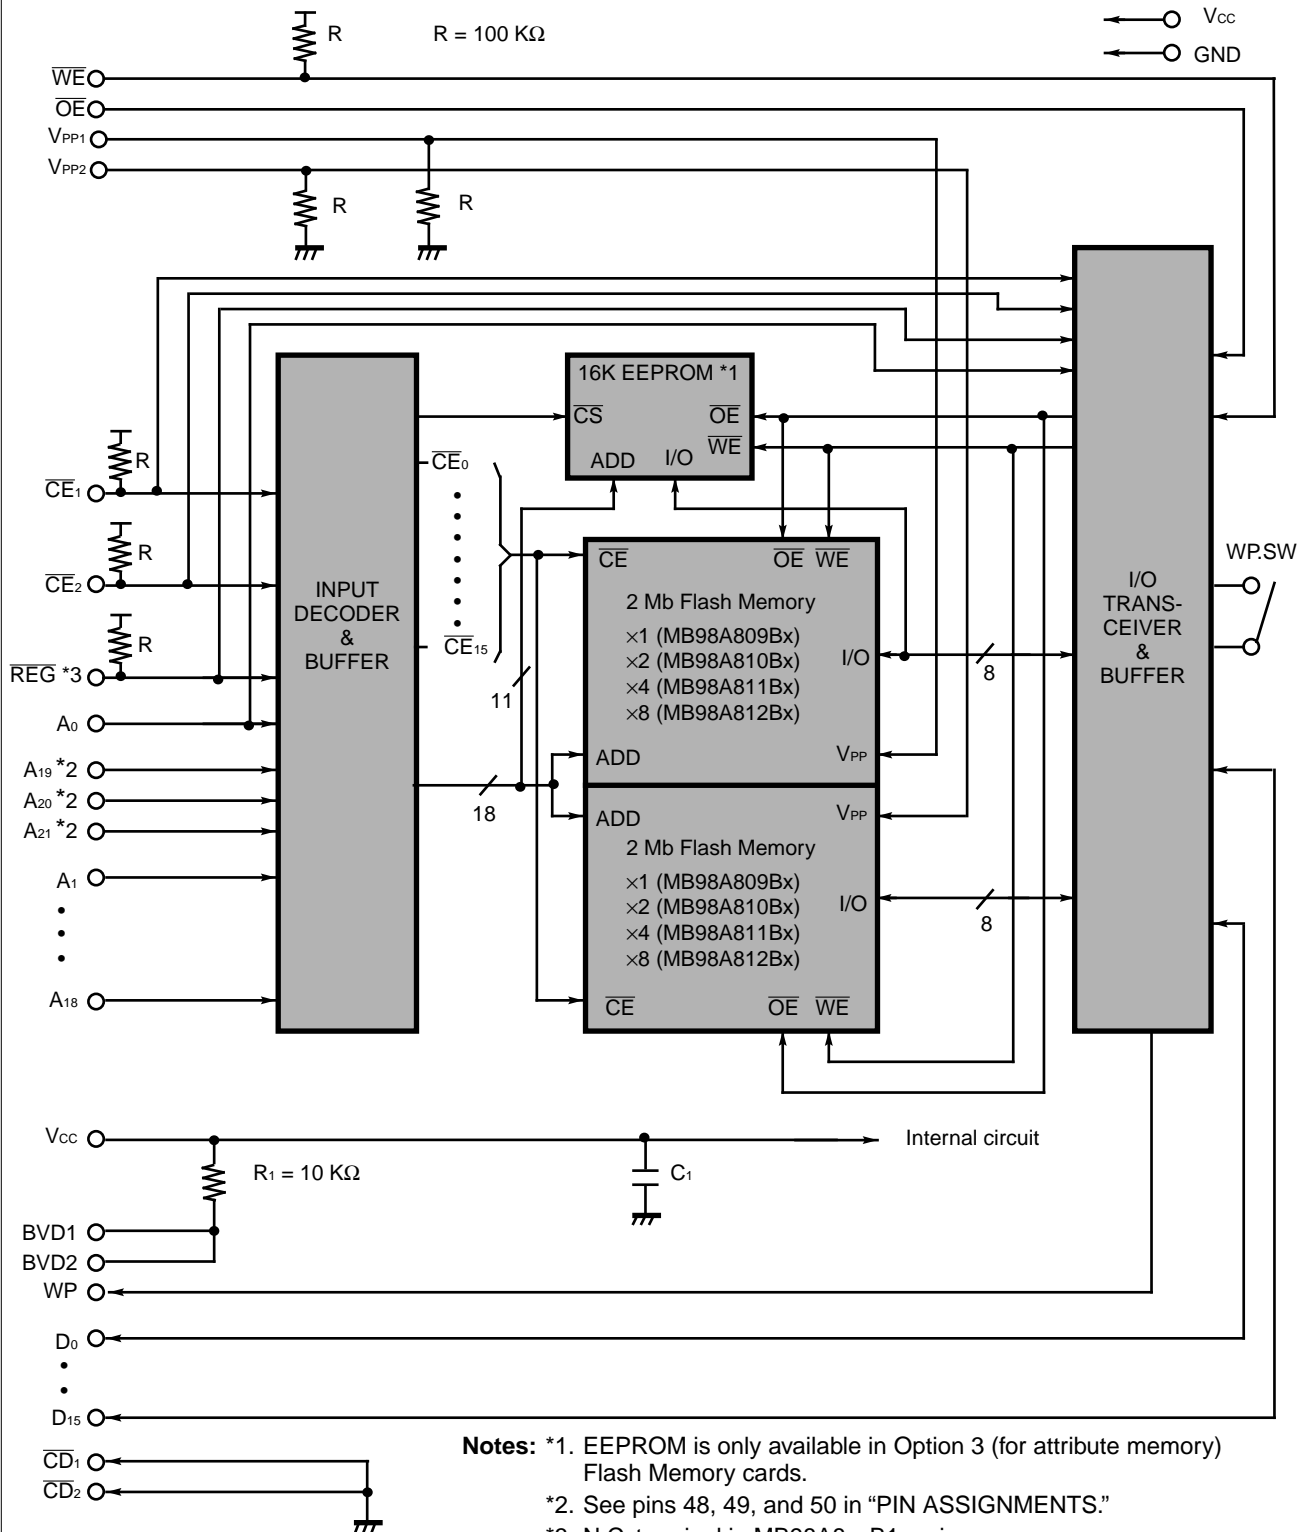 R
R = 100 KΩ
VCC
GND
WE
OE
VPP1
VPP2
R
R
16K EEPROM *1
CS
OE
WE
ADD
I/O
R
CE1
R
CE2
R
REG *3
A0
A19 *2
A20 *2
A21 *2
A1
A18
INPUT
DECODER
&
BUFFER
CE0
CE15
11
18
CE
OE
WE
2 Mb Flash Memory
×1 (MB98A809Bx)
×2 (MB98A810Bx)
×4 (MB98A811Bx)
×8 (MB98A812Bx)
I/O
8
ADD
VPP
ADD
VPP
2 Mb Flash Memory
×1 (MB98A809Bx)
×2 (MB98A810Bx)
×4 (MB98A811Bx)
×8 (MB98A812Bx)
I/O
8
CE
OE
WE
I/O
TRANS-
CEIVER
&
BUFFER
WP.SW
VCC
Internal circuit
R1 = 10 KΩ
C1
BVD1
BVD2
WP
D0
D15
CD1
CD2
Notes: *1. EEPROM is only available in Option 3 (for attribute memory)
Flash Memory cards.
*2. See pins 48, 49, and 50 in “PIN ASSIGNMENTS.”